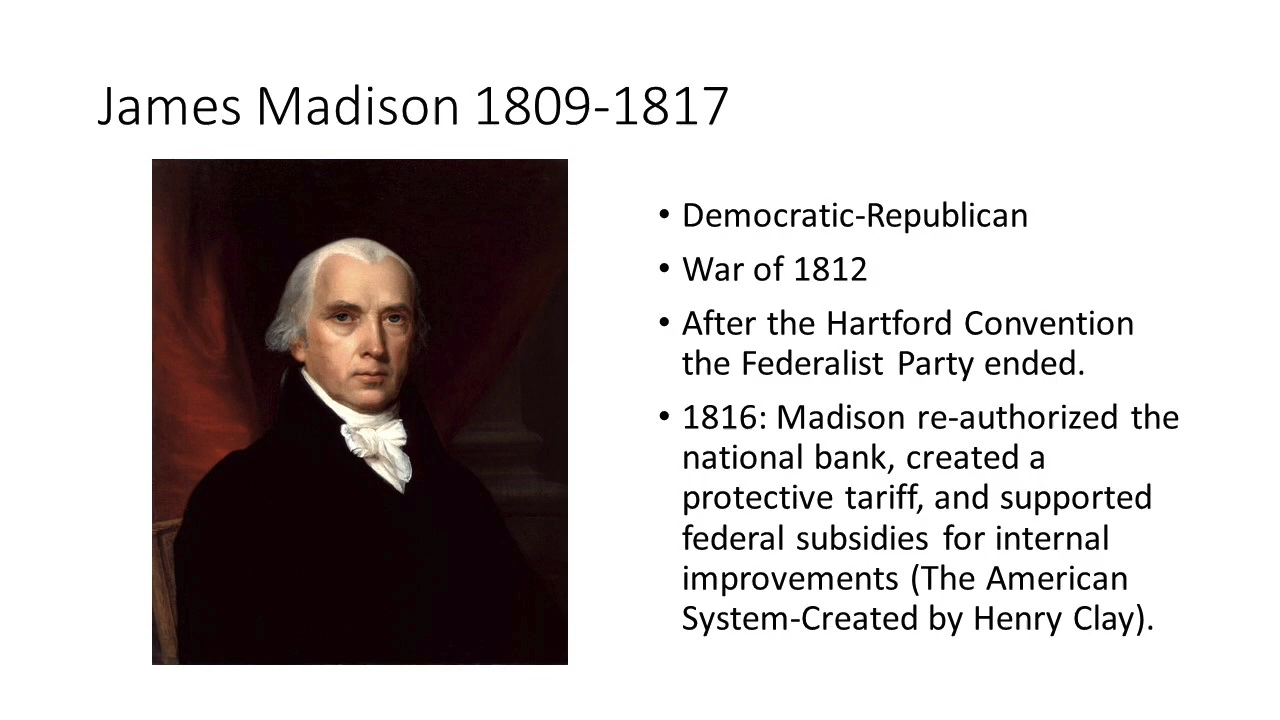 James Madison 1809-1817
• Democratic-Republican
• War of 1812
• After the Hartford Convention
the Federalist Party ended.
• 1816: Madison re-authorized the
national bank, created a
protective tariff, and supported
federal subsidies for internal
improvements (The American
System-Created by Henry Clay).